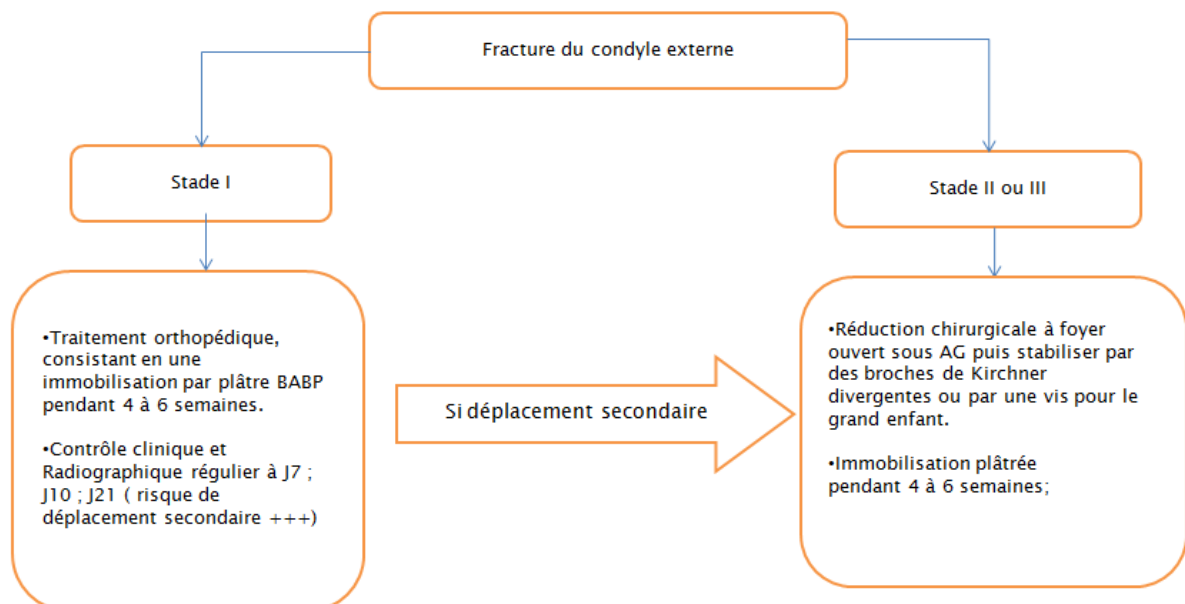 Fracture du condyle externe
Stade I
Stade II ou III
•Traitement orthopédique,
consistant en une
immobilisation par plâtre BABP
pendant 4 à 6 semaines.
•Contrôle clinique et
Radiographique régulier à J7 ;
J10 ; J21 ( risque de
déplacement secondaire +++)
Si déplacement secondaire
•Réduction chirurgicale à foyer
ouvert sous AG puis stabiliser par
des broches de Kirchner
divergentes ou par une vis pour le
grand enfant.
•Immobilisation plâtrée
pendant 4 à 6 semaines;